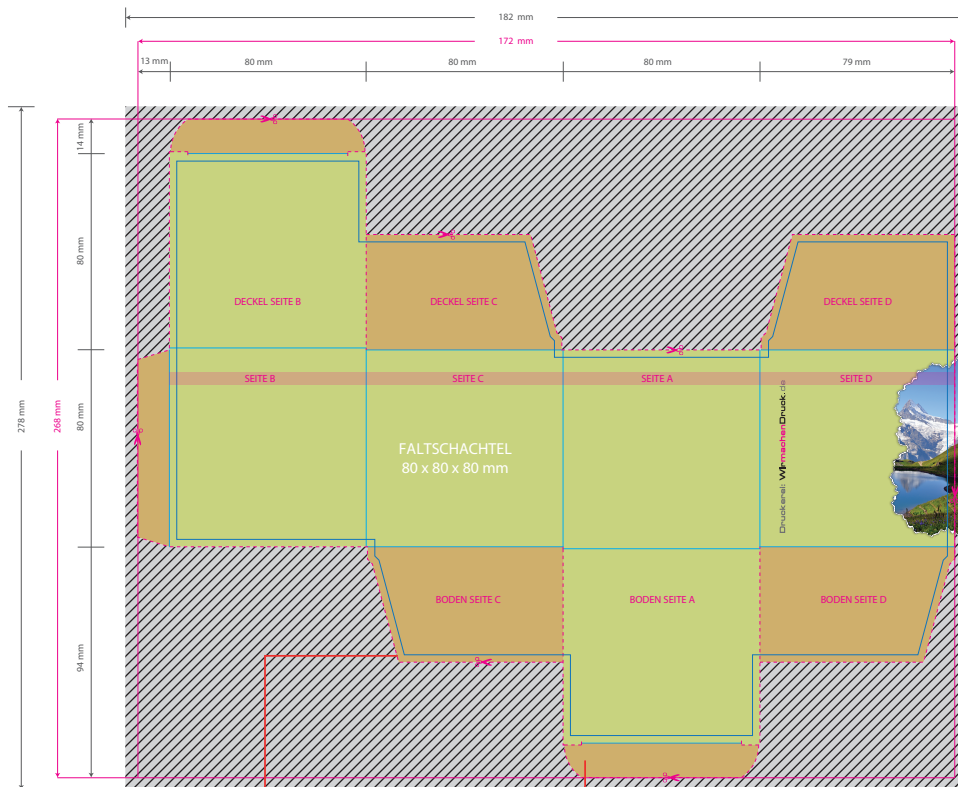 182 mm
172 mm
13 mm
80 mm
80 mm
80 mm
79 mm
14 mm
80 mm
80 mm
94 mm
278 mm
268 mm
DECKEL SEITE B
DECKEL SEITE C
DECKEL SEITE D
SEITE B
SEITE C
SEITE A
SEITE D
FALTSCHACHTEL
80 x 80 x 80 mm
Druckerei: WirmachenDruck.de
BODEN SEITE C
BODEN SEITE A
BODEN SEITE D